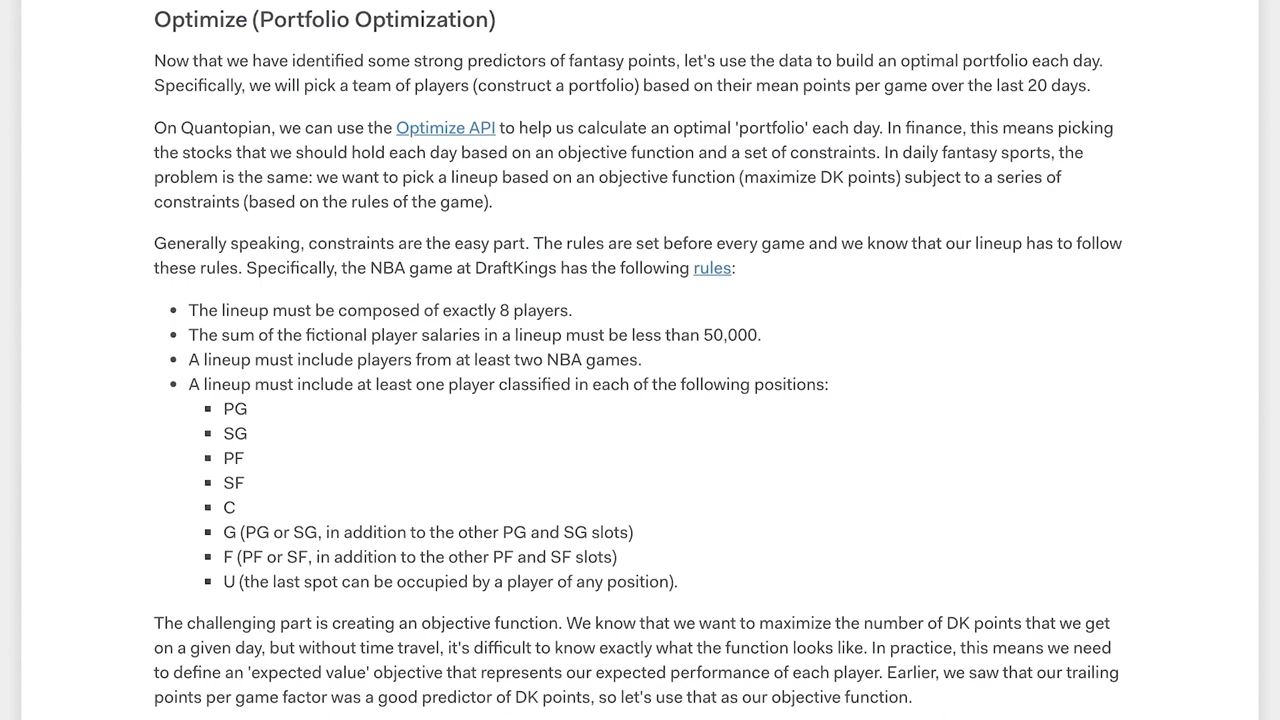 Optimize (Portfolio Optimization)
Now that we have identified some strong predictors of fantasy points, let's use the data to build an optimal portfolio each day.
Specifically, we will pick a team of players (construct a portfolio) based on their mean points per game over the last 20 days.
On Quantopian, we can use the Optimize API to help us calculate an optimal 'portfolio' each day. In finance, this means picking
the stocks that we should hold each day based on an objective function and a set of constraints. In daily fantasy sports, the
problem is the same: we want to pick a lineup based on an objective function (maximize DK points) subject to a series of
constraints (based on the rules of the game).
Generally speaking, constraints are the easy part. The rules are set before every game and we know that our lineup has to follow
these rules. Specifically, the NBA game at DraftKings has the following rules:
• The lineup must be composed of exactly 8 players.
• The sum of the fictional player salaries in a lineup must be less than 50,000.
• A lineup must include players from at least two NBA games.
• A lineup must include at least one player classified in each of the following positions:
▪ PG
▪ SG
▪ PF
▪ SF
▪ C
▪ G (PG or SG, in addition to the other PG and SG slots)
▪ F (PF or SF, in addition to the other PF and SF slots)
▪ U (the last spot can be occupied by a player of any position).
The challenging part is creating an objective function. We know that we want to maximize the number of DK points that we get
on a given day, but without time travel, it's difficult to know exactly what the function looks like. In practice, this means we need
to define an 'expected value' objective that represents our expected performance of each player. Earlier, we saw that our trailing
points per game factor was a good predictor of DK points, so let's use that as our objective function.